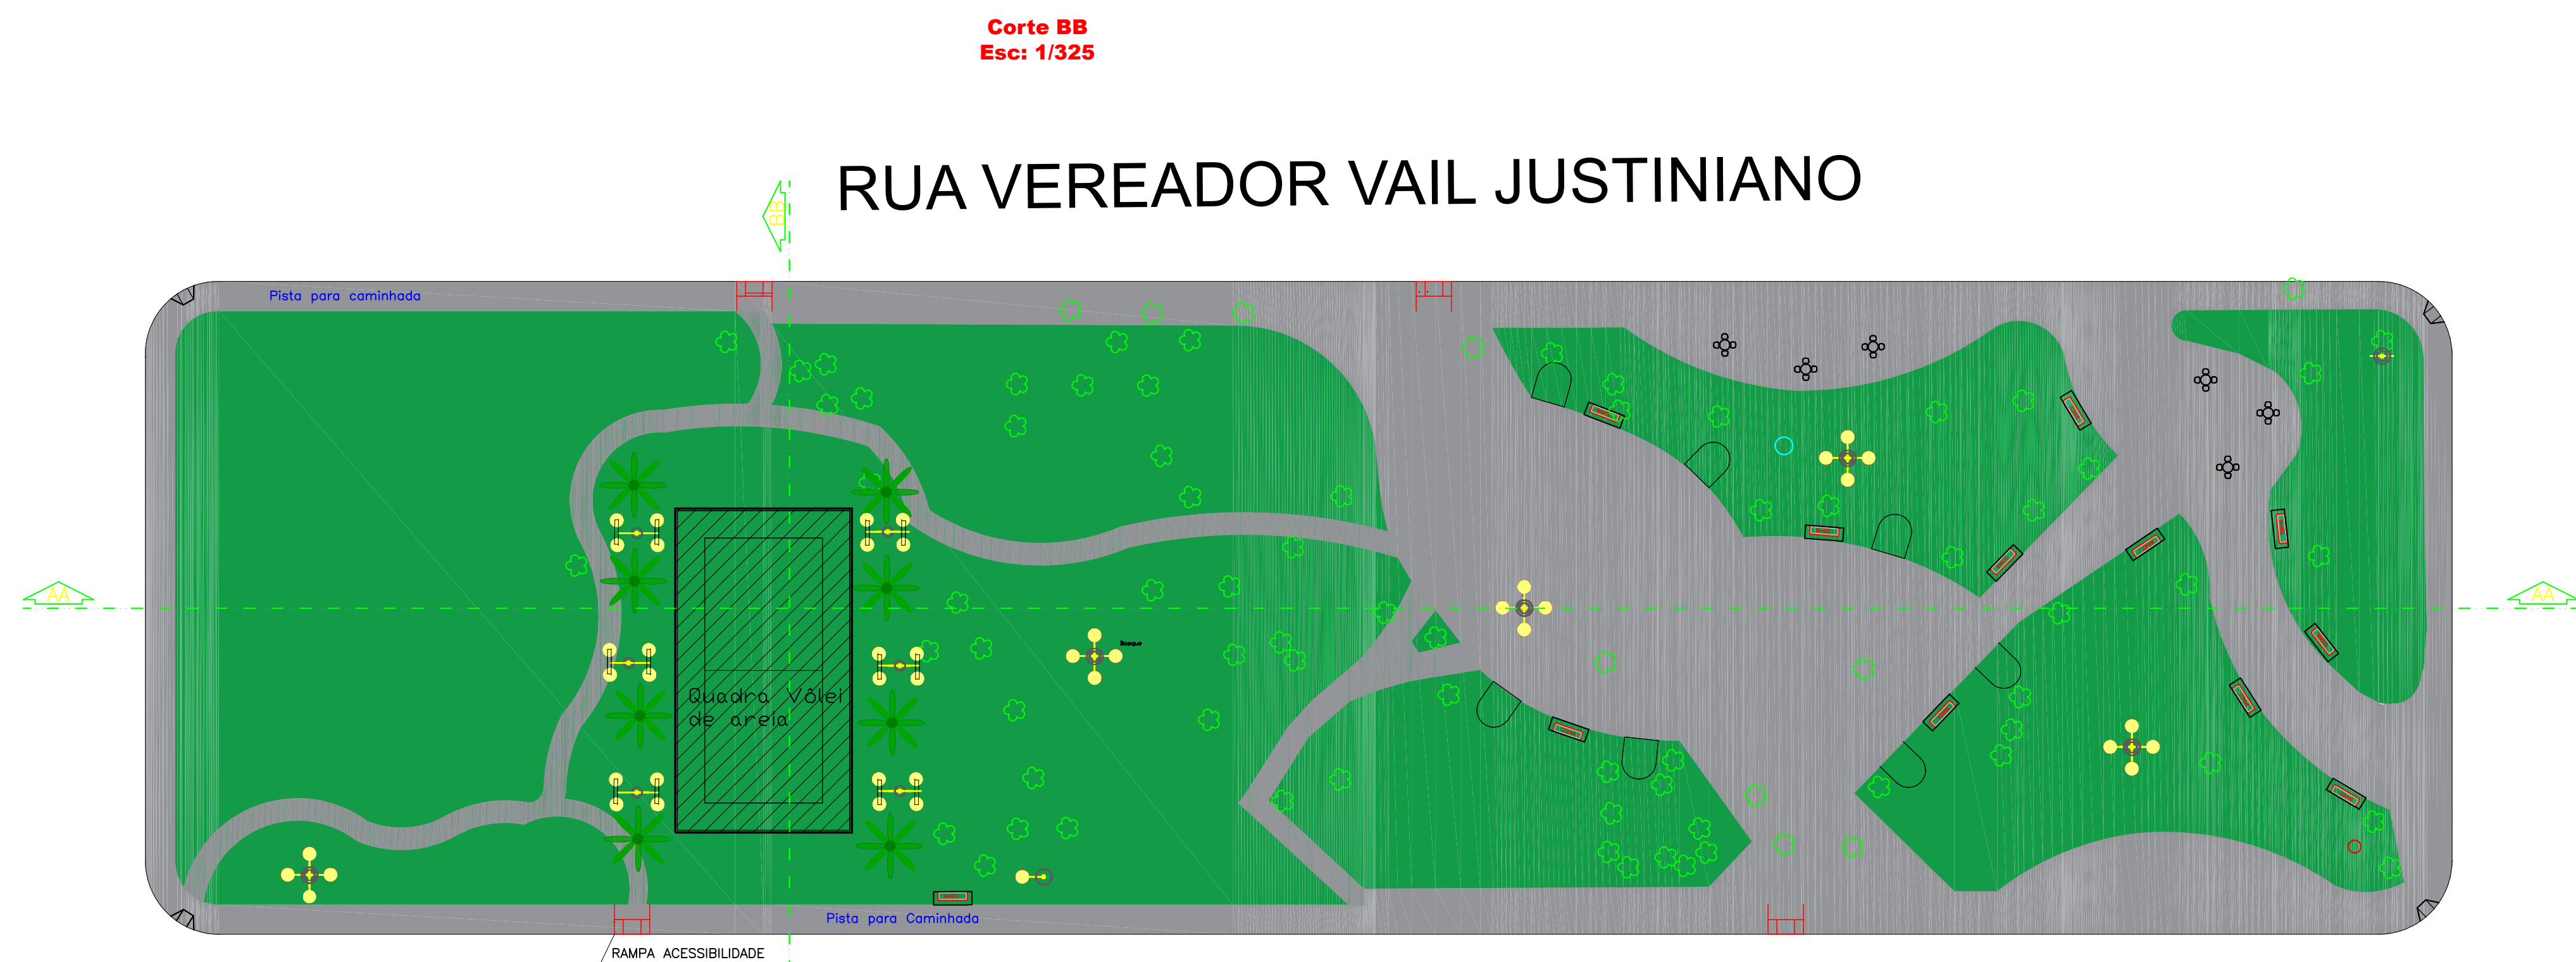 Corte BB
Esc: 1/325
RUA VEREADOR VAIL JUSTINIANO
BB
Pista para caminhada
AA
AA
Bosque
Quadra Vôlei
de areia
Pista para Caminhada
RAMPA ACESSIBILIDADE